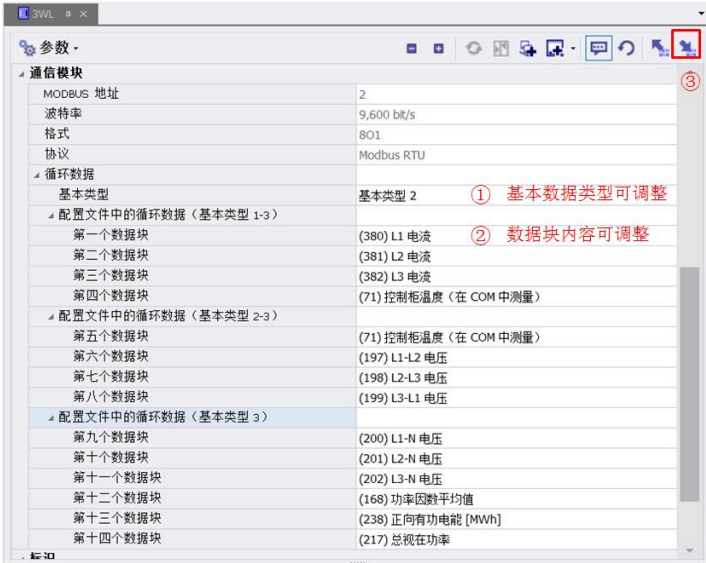 3WL
参数
③
通信模块
MODBUS 地址 2
波特率 9,600 bit/s
格式 8O1
协议 Modbus RTU
循环数据
基本类型 基本类型 2 ① 基本数据类型可调整
配置文件中的循环数据（基本类型 1-3）
第一个数据块 (380) L1 电流 ② 数据块内容可调整
第二个数据块 (381) L2 电流
第三个数据块 (382) L3 电流
第四个数据块 (71) 控制柜温度（在 COM 中测量）
配置文件中的循环数据（基本类型 2-3）
第五个数据块 (71) 控制柜温度（在 COM 中测量）
第六个数据块 (197) L1-L2 电压
第七个数据块 (198) L2-L3 电压
第八个数据块 (199) L3-L1 电压
配置文件中的循环数据（基本类型 3）
第九个数据块 (200) L1-N 电压
第十个数据块 (201) L2-N 电压
第十一个数据块 (202) L3-N 电压
第十二个数据块 (168) 功率因数平均值
第十三个数据块 (238) 正向有功电能 [MWh]
第十四个数据块 (217) 总视在功率
标识